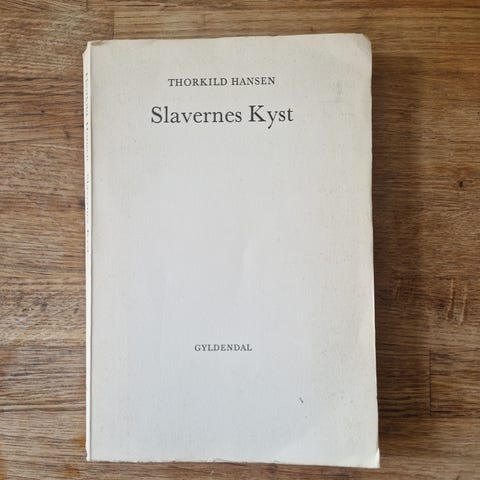 THORKILD HANSEN
Slavernes Kyst
GYLDENDAL